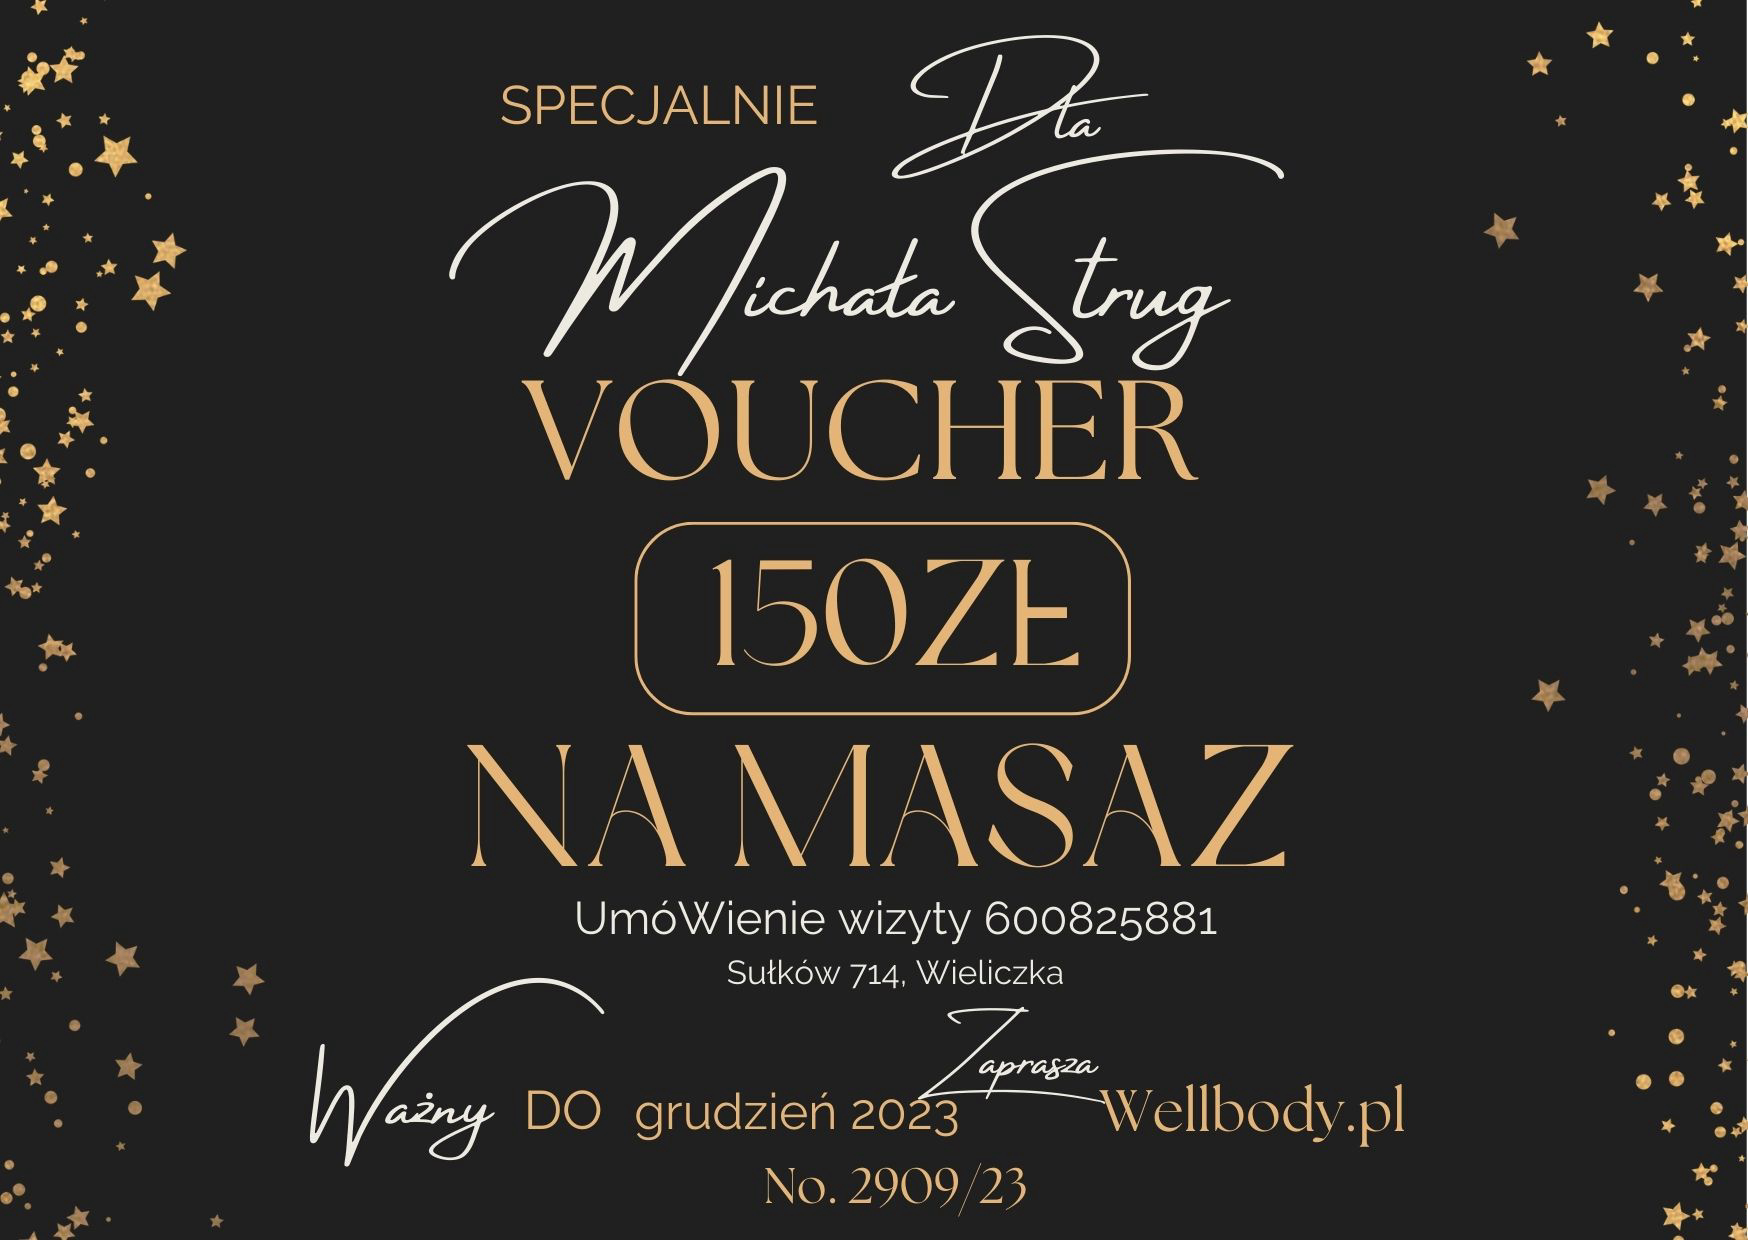 SPECJALNIE Dla
Michała Strug
VOUCHER
150ZŁ
NA MASAZ
UmóWienie wizyty 600825881
Sułków 714, Wieliczka
Zaprasza
Ważny DO grudzień 2023 Wellbody.pl
No. 2909/23